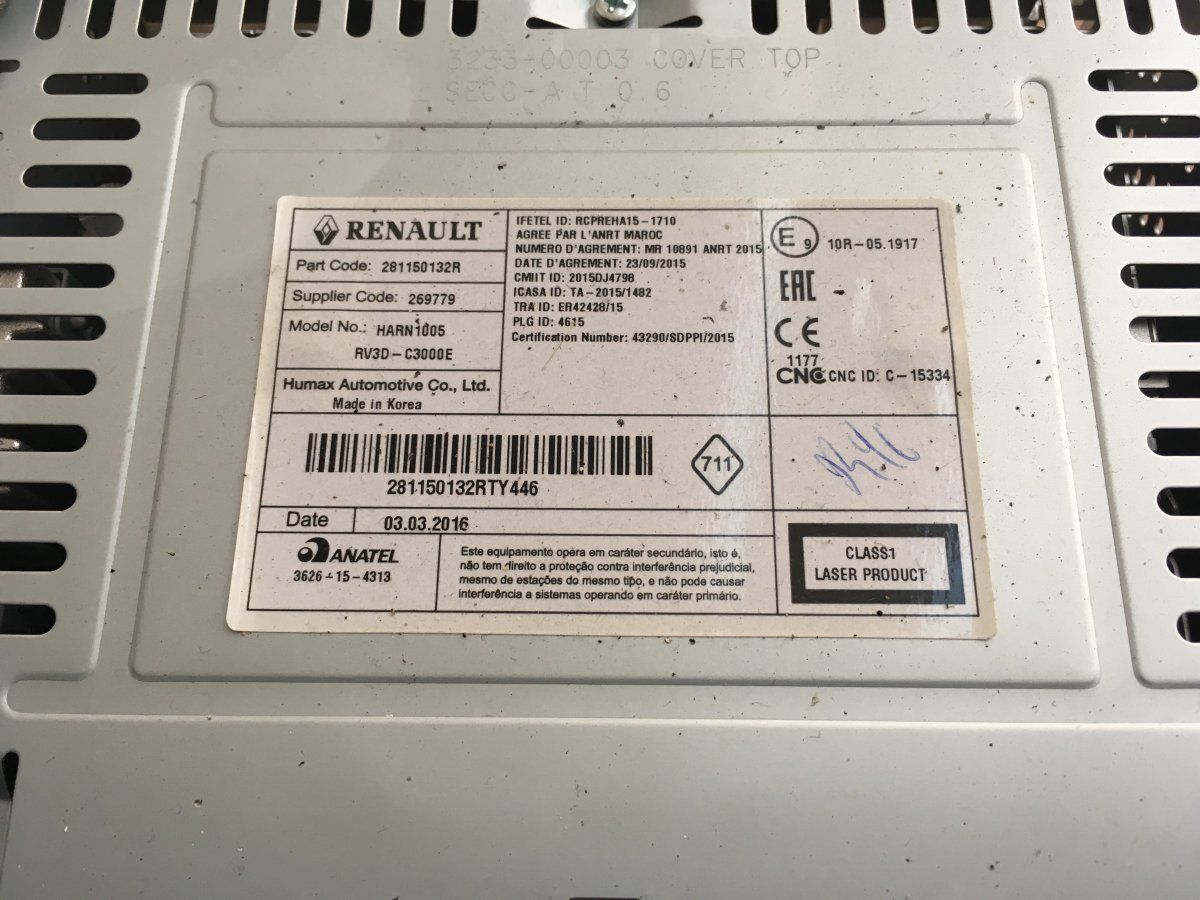 3233-00003 COVER TOP
SECC-A T 0.6
RENAULT
Part Code: 281150132R
Supplier Code: 269779
Model No.: HARN1005
RV3D-C3000E
Humax Automotive Co., Ltd.
Made in Korea
IFETEL ID: RCPREHA15-1710
AGREE PAR L'ANRT MAROC
NUMERO D'AGREMENT: MR 10891 ANRT 2015
DATE D'AGREMENT: 23/09/2015
CMIIT ID: 2015DJ4798
ICASA ID: TA-2015/1482
TRA ID: ER42428/15
PLG ID: 4615
Certification Number: 43290/SDPPI/2015
E 9 10R-05.1917
EAC
CE
1177
CNC CNC ID: C-15334
281150132RTY446
711
Date 03.03.2016
ANATEL
3626-15-4313
Este equipamento opera em caráter secundário, isto é,
não tem direito a proteção contra interferência prejudicial,
mesmo de estações do mesmo tipo, e não pode causar
interferência a sistemas operando em caráter primário.
CLASS1
LASER PRODUCT